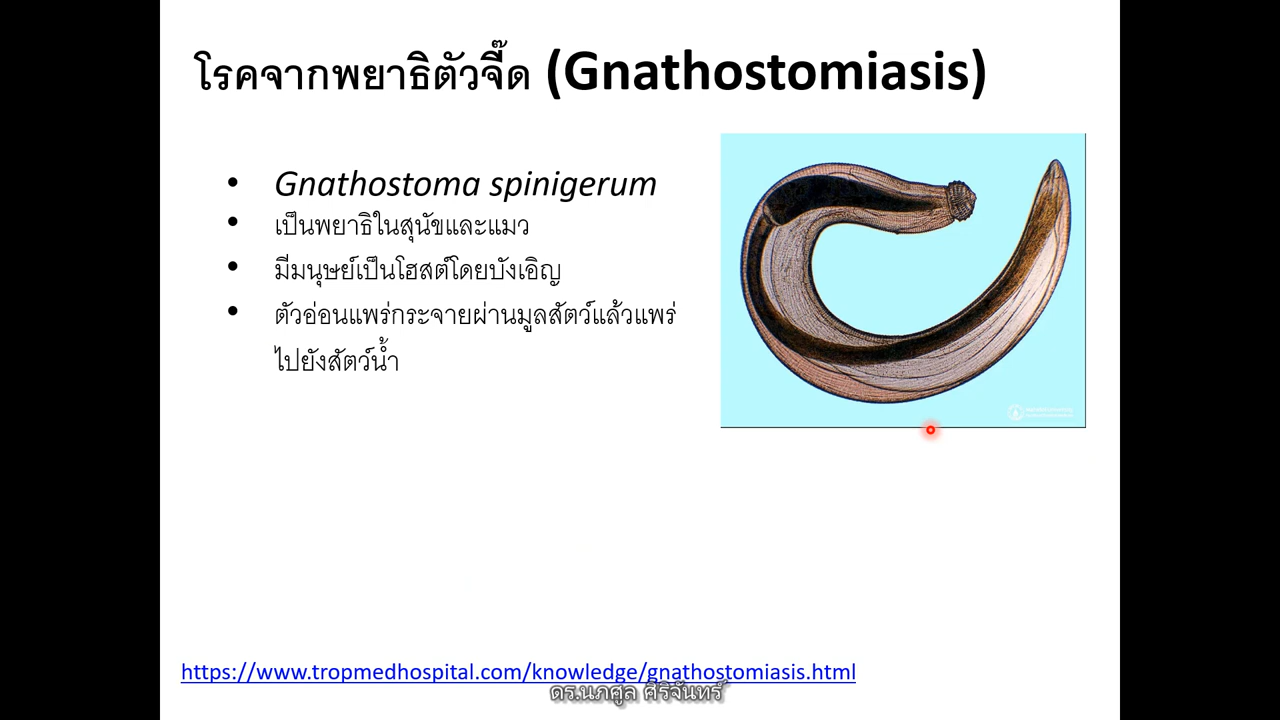 โรคจากพยาธิตัวจี๊ด (Gnathostomiasis)
• Gnathostoma spinigerum
• เป็นพยาธิในสุนัขและแมว
• มีมนุษย์เป็นโฮสต์โดยบังเอิญ
• ตัวอ่อนแพร่กระจายผ่านมูลสัตว์แล้วแพร่
ไปยังสัตว์น้ำ
https://www.tropmedhospital.com/knowledge/gnathostomiasis.html
ดร.นภศูล ศิริจันทร์